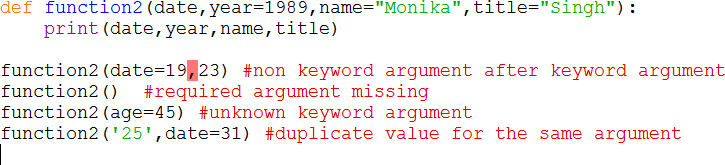 def function2(date,year=1989,name="Monika",title="Singh"):
    print(date,year,name,title)
function2(date=19,23) #non keyword argument after keyword argument
function2()  #required argument missing
function2(age=45) #unknown keyword argument
function2('25',date=31) #duplicate value for the same argument